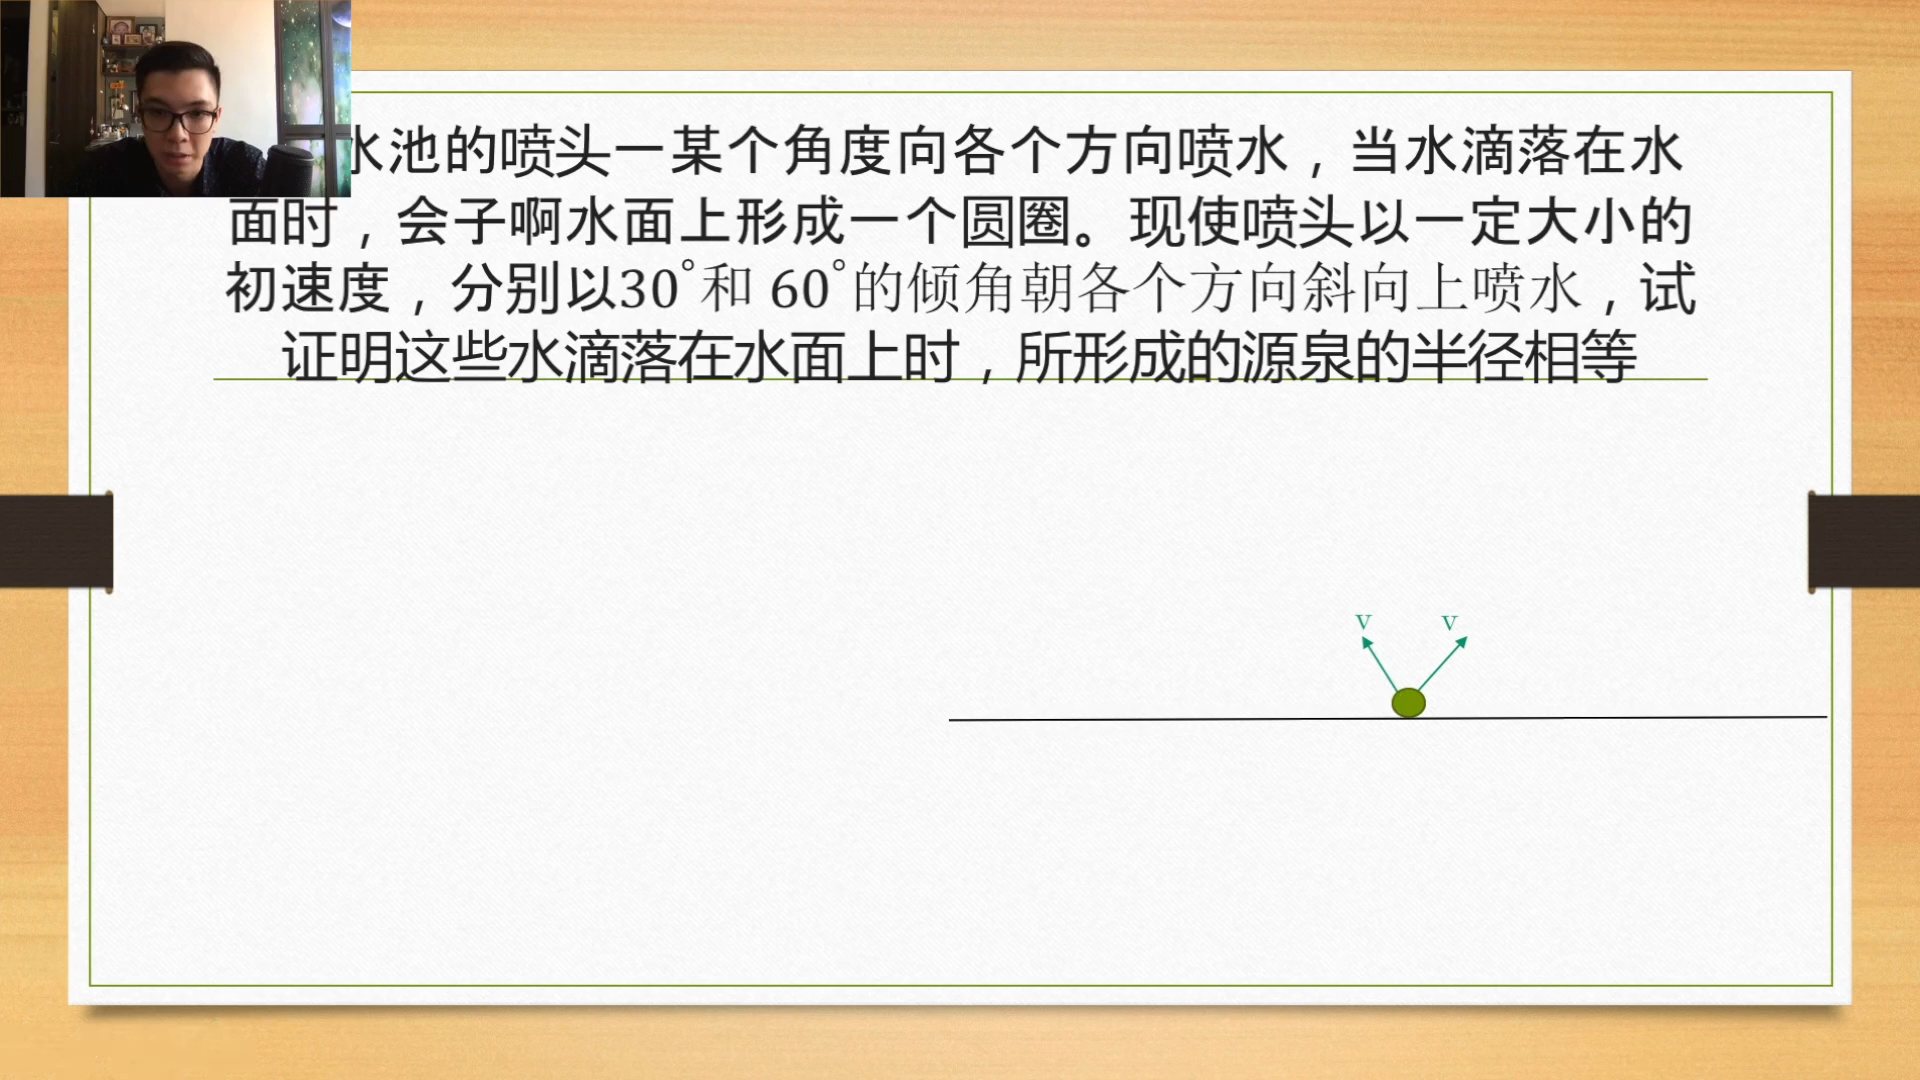 水池的喷头一某个角度向各个方向喷水，当水滴落在水
面时，会子啊水面上形成一个圆圈。现使喷头以一定大小的
初速度，分别以30°和 60°的倾角朝各个方向斜向上喷水，试
证明这些水滴落在水面上时，所形成的源泉的半径相等
v v